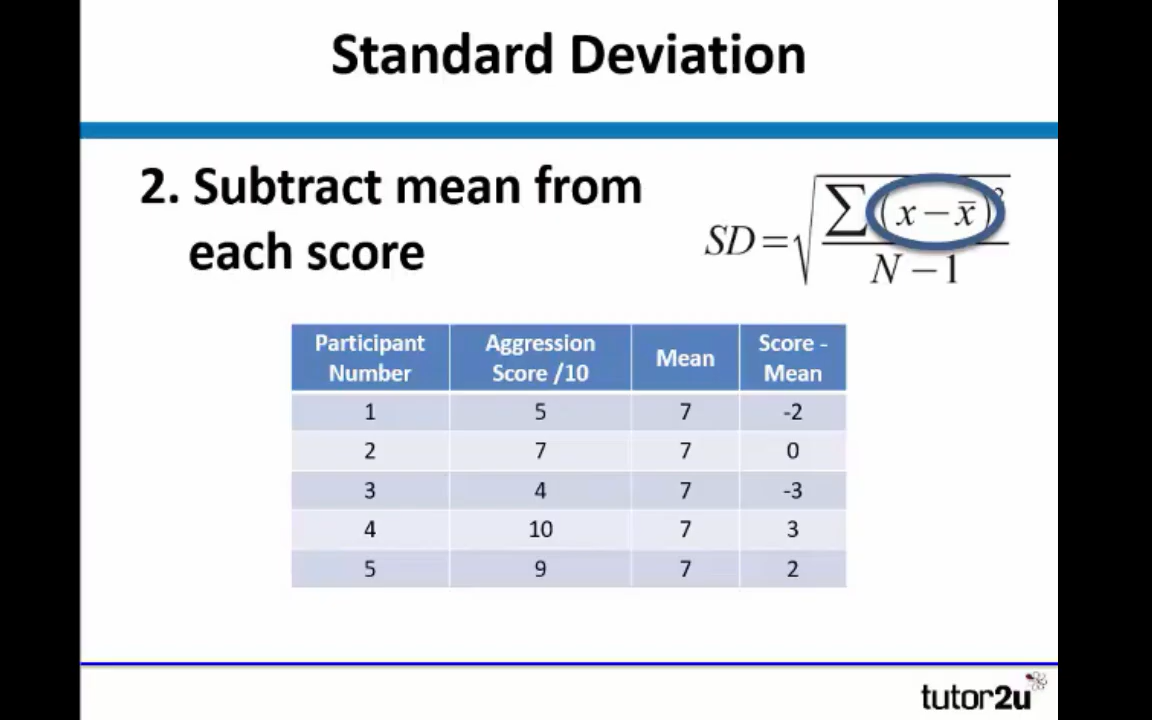 Standard Deviation
2. Subtract mean from
each score
SD = √(∑(x − x̄)² / (N − 1))
Participant Number | Aggression Score /10 | Mean | Score - Mean
1 | 5 | 7 | -2
2 | 7 | 7 | 0
3 | 4 | 7 | -3
4 | 10 | 7 | 3
5 | 9 | 7 | 2
tutor2u